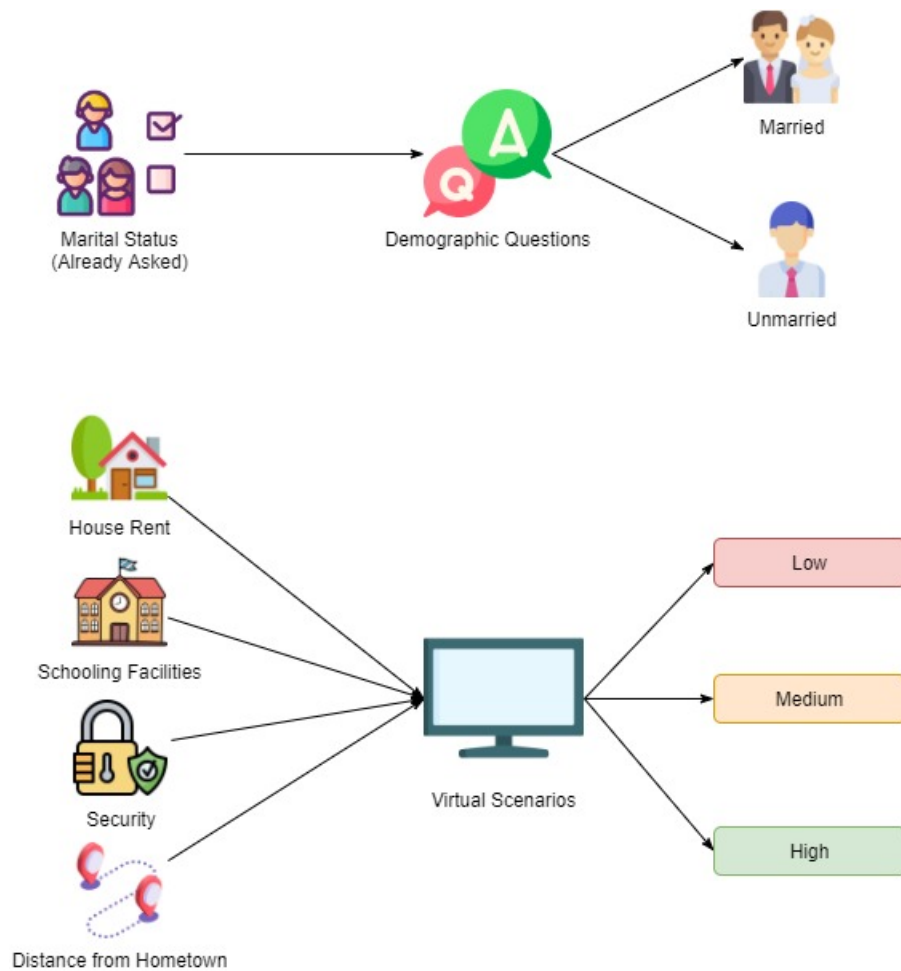 Married
Marital Status
(Already Asked)
Q
A
Demographic Questions
Unmarried
House Rent
Low
Schooling Facilities
Medium
Security
Virtual Scenarios
High
Distance from Hometown